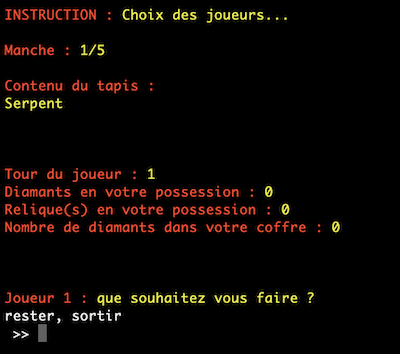 INSTRUCTION : Choix des joueurs...
Manche : 1/5
Contenu du tapis :
Serpent
Tour du joueur : 1
Diamants en votre possession : 0
Relique(s) en votre possession : 0
Nombre de diamants dans votre coffre : 0
Joueur 1 : que souhaitez vous faire ?
rester, sortir
>>